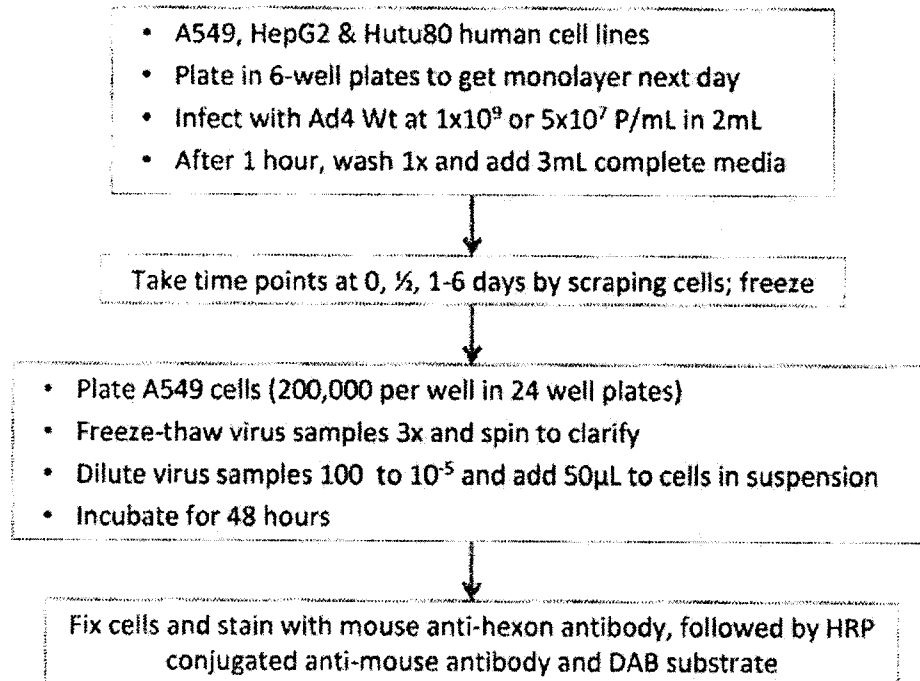 • A549, HepG2 & Hutu80 human cell lines
• Plate in 6-well plates to get monolayer next day
• Infect with Ad4 Wt at 1x10⁹ or 5x10⁷ P/mL in 2mL
• After 1 hour, wash 1x and add 3mL complete media
Take time points at 0, ½, 1-6 days by scraping cells; freeze
• Plate A549 cells (200,000 per well in 24 well plates)
• Freeze-thaw virus samples 3x and spin to clarify
• Dilute virus samples 100 to 10⁻⁵ and add 50µL to cells in suspension
• Incubate for 48 hours
Fix cells and stain with mouse anti-hexon antibody, followed by HRP
conjugated anti-mouse antibody and DAB substrate